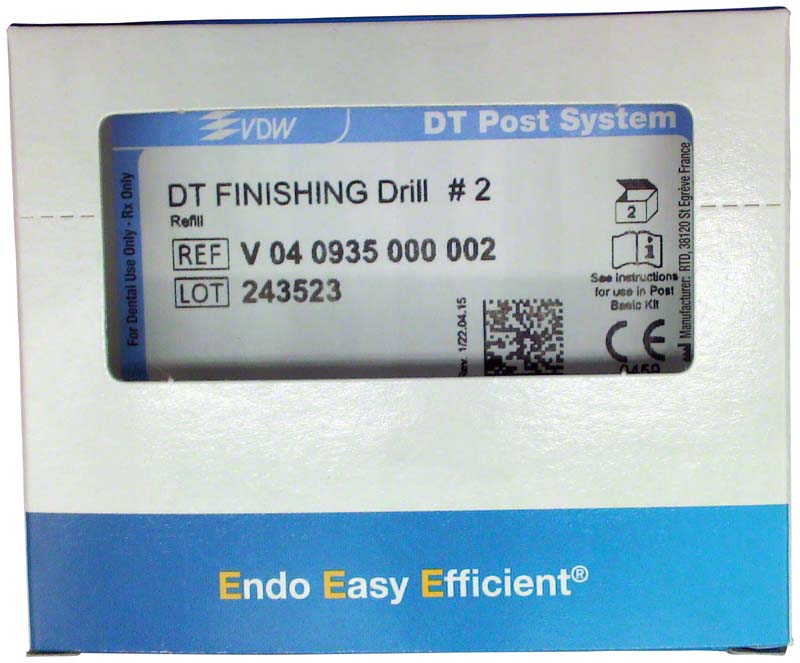 VDW
DT Post System
DT FINISHING Drill # 2
Refill
REF V 04 0935 000 002
LOT 243523
2
i
See instructions
for use in Post
Basic Kit
CE
For Dental Use Only - Rx Only
Rev. 1/22.04.15
Manufacturer: RTD, 38120 St Egrève France
Endo Easy Efficient®